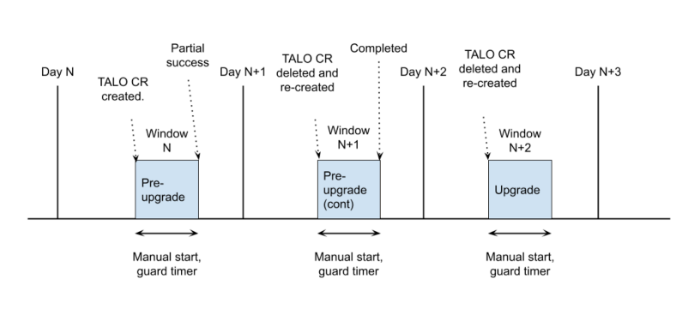 Day N
TALO CR
created.
Partial
success
Day N+1
TALO CR
deleted and
re-created
Completed
Day N+2
TALO CR
deleted and
re-created
Day N+3
Window
N
Window
N+1
Window
N+2
Pre-
upgrade
Pre-
upgrade
(cont)
Upgrade
Manual start,
guard timer
Manual start,
guard timer
Manual start,
guard timer